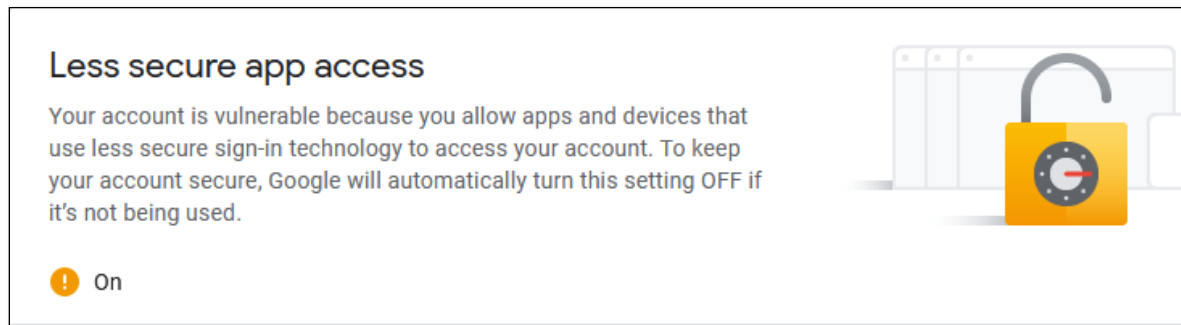 Less secure app access
Your account is vulnerable because you allow apps and devices that
use less secure sign-in technology to access your account. To keep
your account secure, Google will automatically turn this setting OFF if
it's not being used.
On